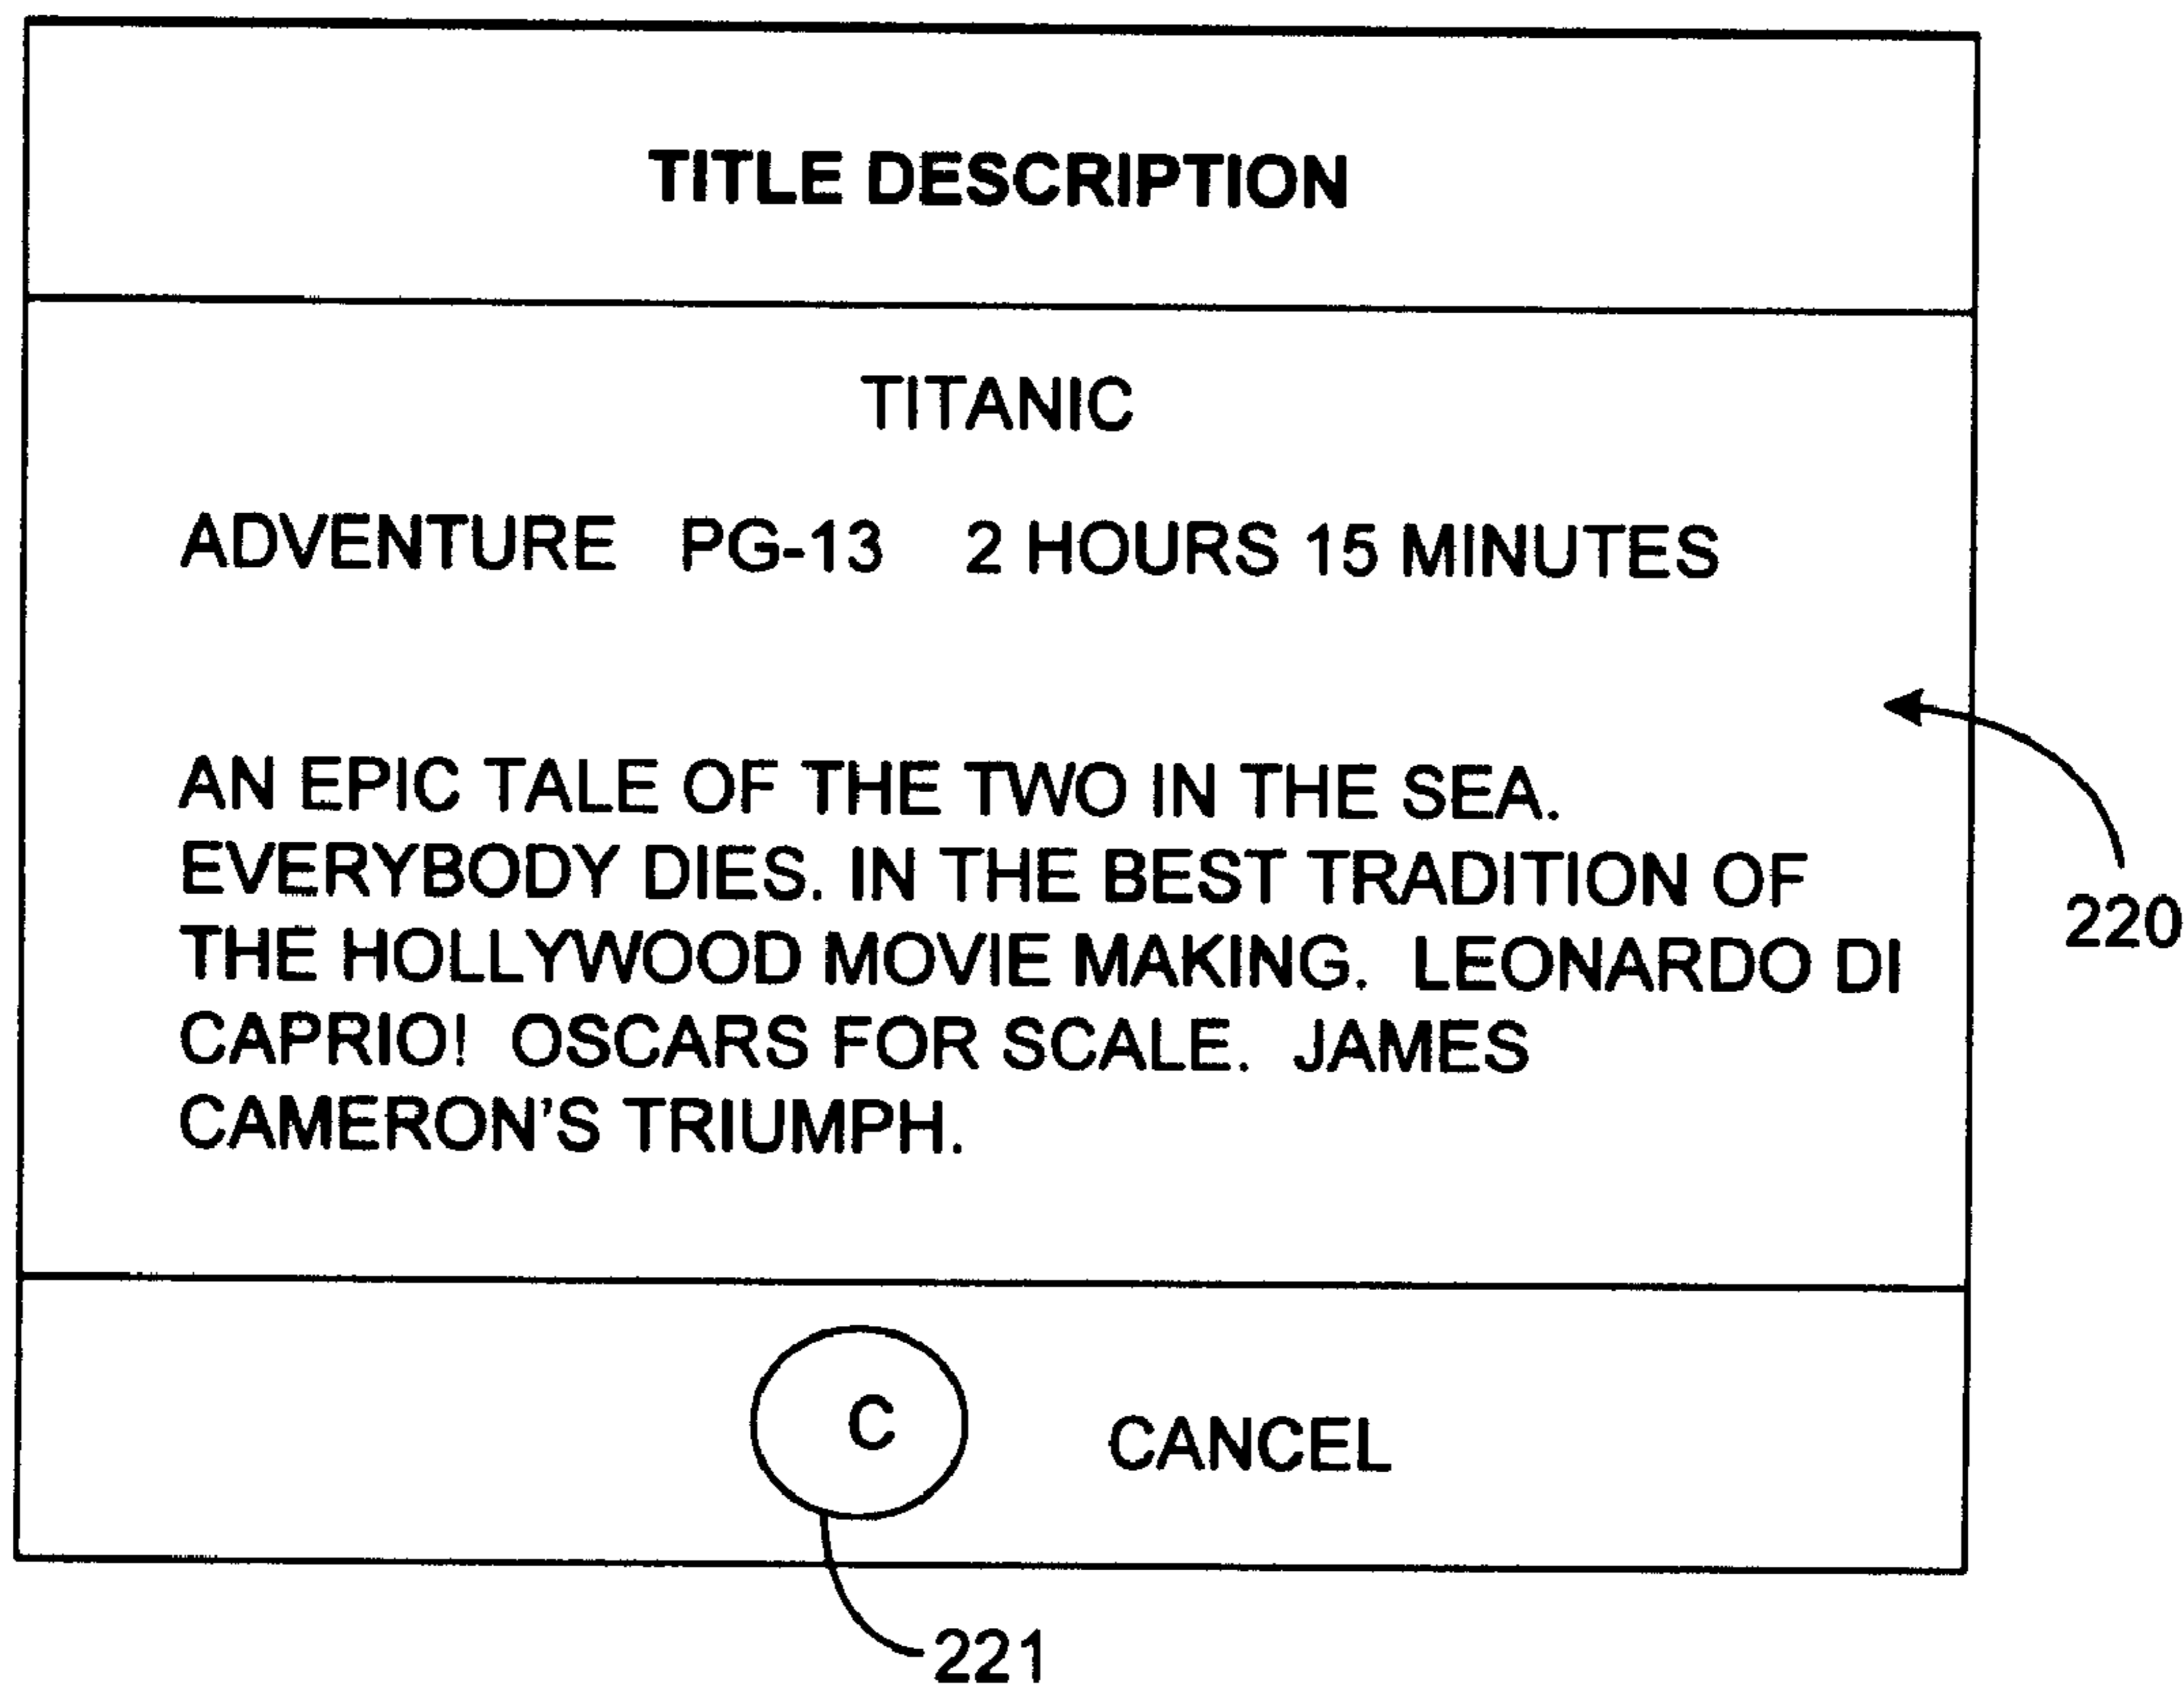 TITLE DESCRIPTION
TITANIC
ADVENTURE PG-13 2 HOURS 15 MINUTES
AN EPIC TALE OF THE TWO IN THE SEA.
EVERYBODY DIES. IN THE BEST TRADITION OF
THE HOLLYWOOD MOVIE MAKING. LEONARDO DI
CAPRIO! OSCARS FOR SCALE. JAMES
CAMERON'S TRIUMPH.
220
C CANCEL
221